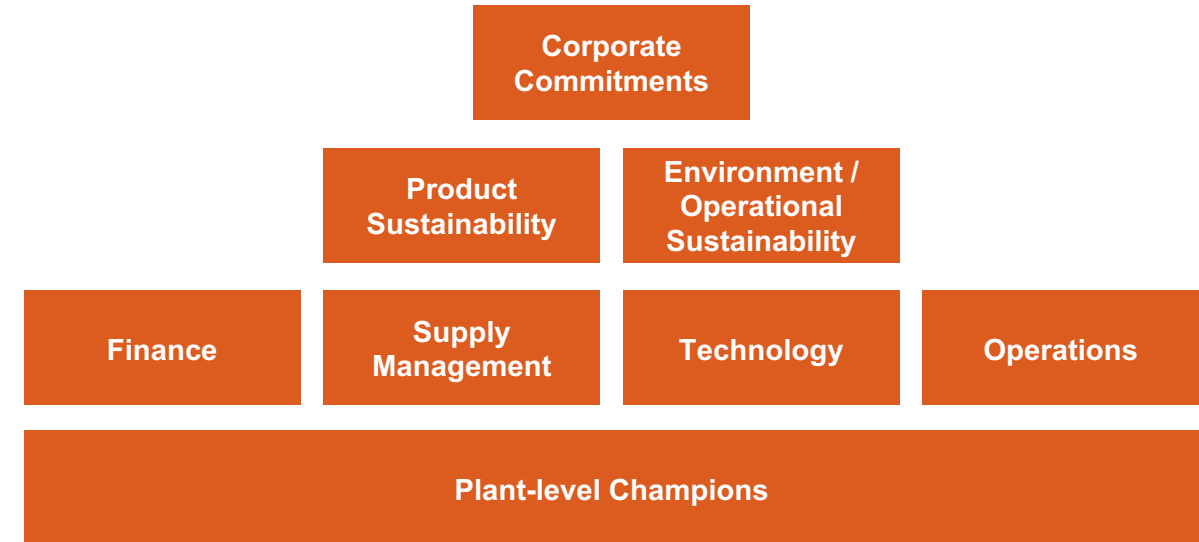 Corporate
Commitments
Product
Sustainability
Environment /
Operational
Sustainability
Finance
Supply
Management
Technology
Operations
Plant-level Champions